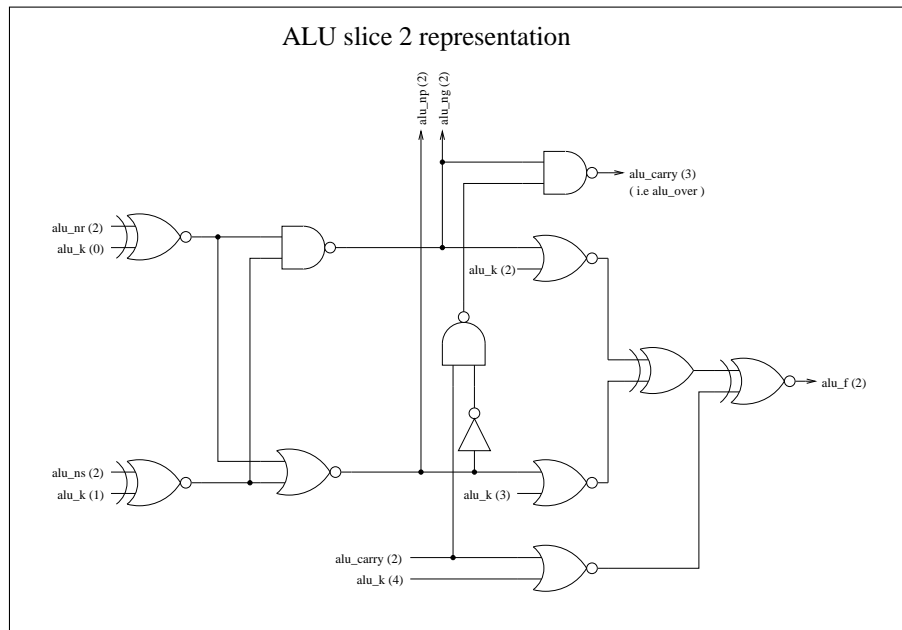 ALU slice 2 representation
alu_np (2)
alu_ng (2)
alu_carry (3)
( i.e alu_over )
alu_nr (2)
alu_k (0)
alu_k (2)
alu_f (2)
alu_ns (2)
alu_k (1)
alu_k (3)
alu_carry (2)
alu_k (4)